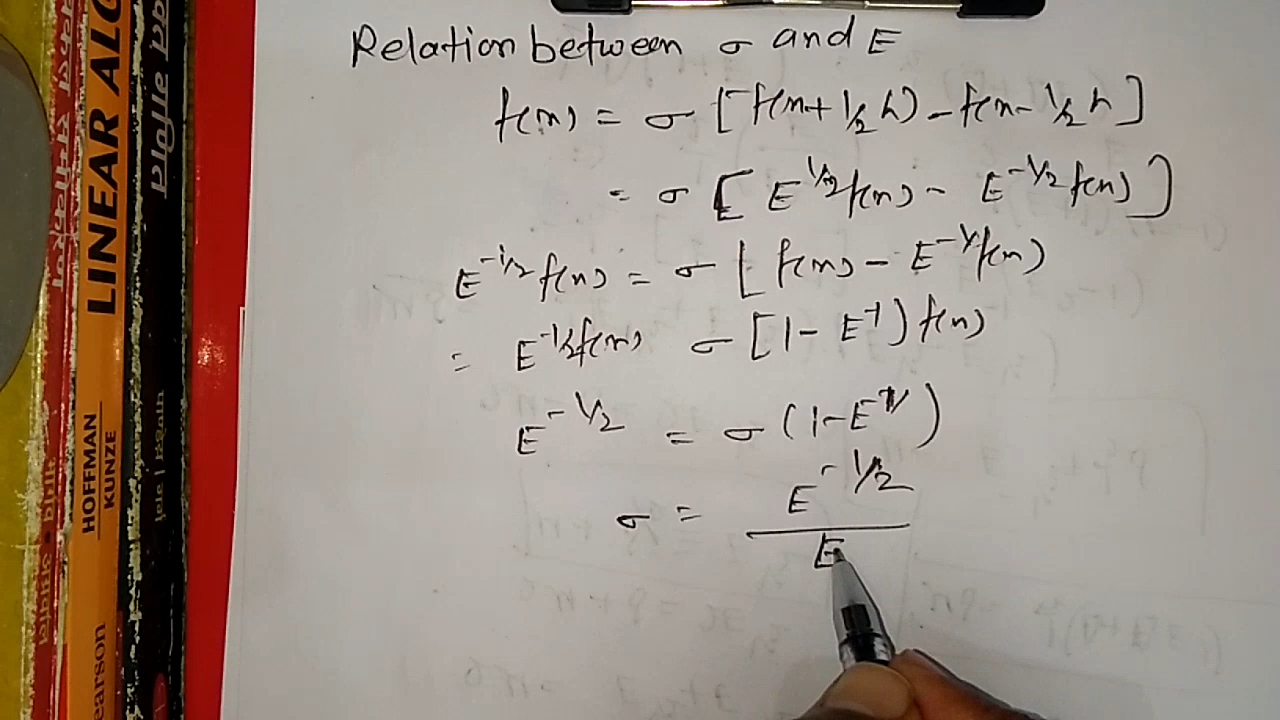 Relation between σ and E
f(x) = σ [f(x+½h) - f(x-½h]
= σ [E^½ f(x) - E^-½ f(x)]
E^-½ f(x) = σ [f(x) - E^-1 f(x)
= E^-½ f(x) σ [1 - E^-1) f(x)
E^-½ = σ (1-E^-1)
σ = E^-½
E
LINEAR ALG
HOFFMAN
KUNZE
earson